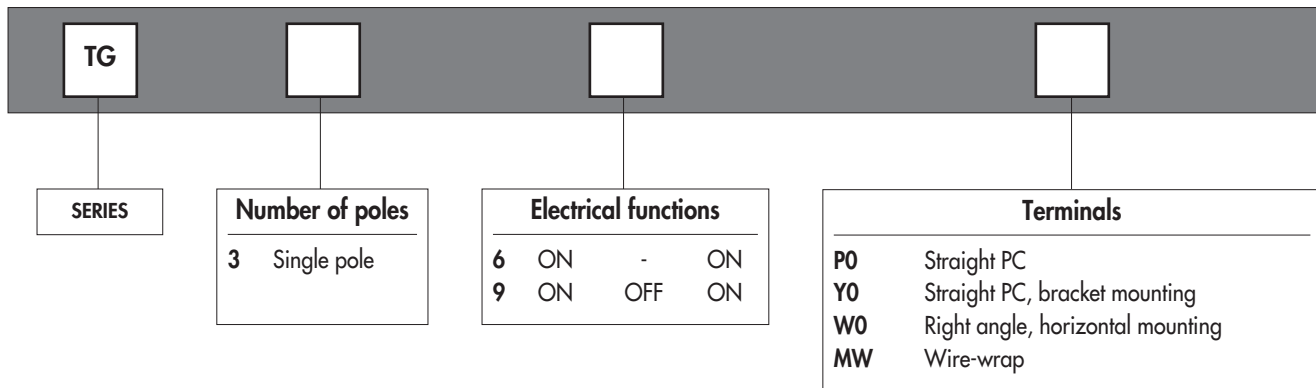 TG
SERIES
Number of poles
3 Single pole
Electrical functions
6 ON - ON
9 ON OFF ON
Terminals
P0 Straight PC
Y0 Straight PC, bracket mounting
W0 Right angle, horizontal mounting
MW Wire-wrap